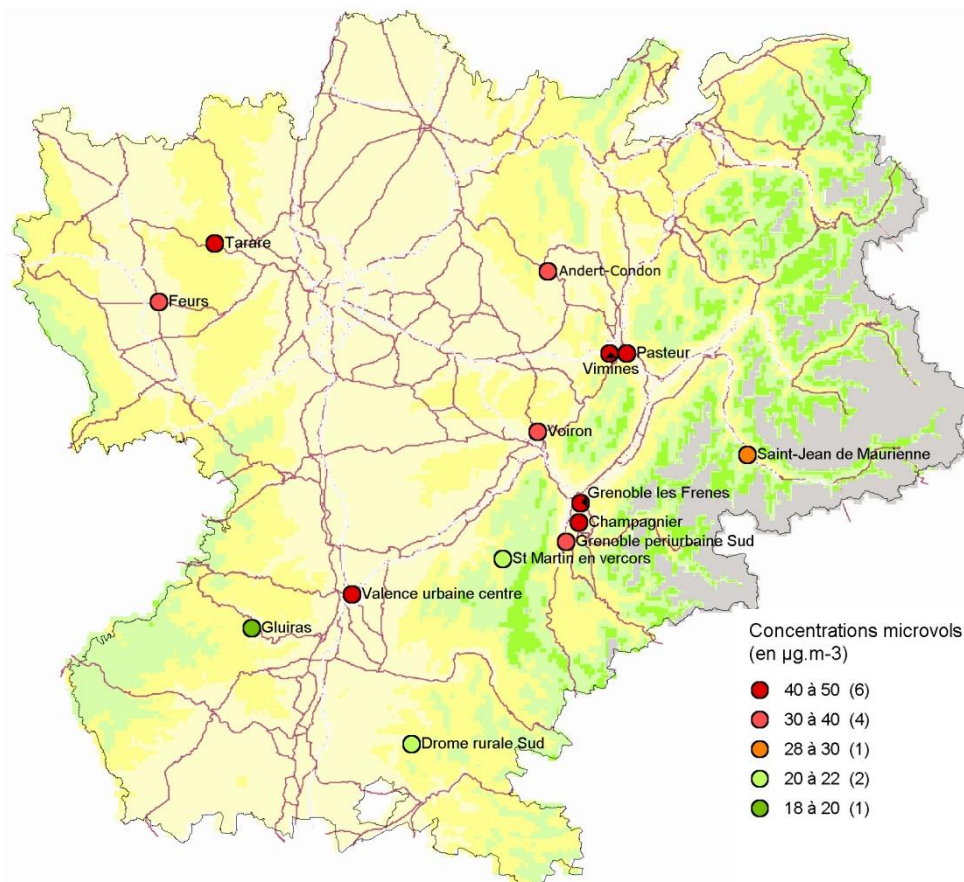 Tarare
Andert-Condon
Feurs
Vimines
Pasteur
Voiron
Saint-Jean de Maurienne
Grenoble les Frenes
Champagnier
Grenoble periurbaine Sud
St Martin en vercors
Valence urbaine centre
Gluiras
Drome rurale Sud
Concentrations microvols
(en µg.m-3)
40 à 50 (6)
30 à 40 (4)
28 à 30 (1)
20 à 22 (2)
18 à 20 (1)